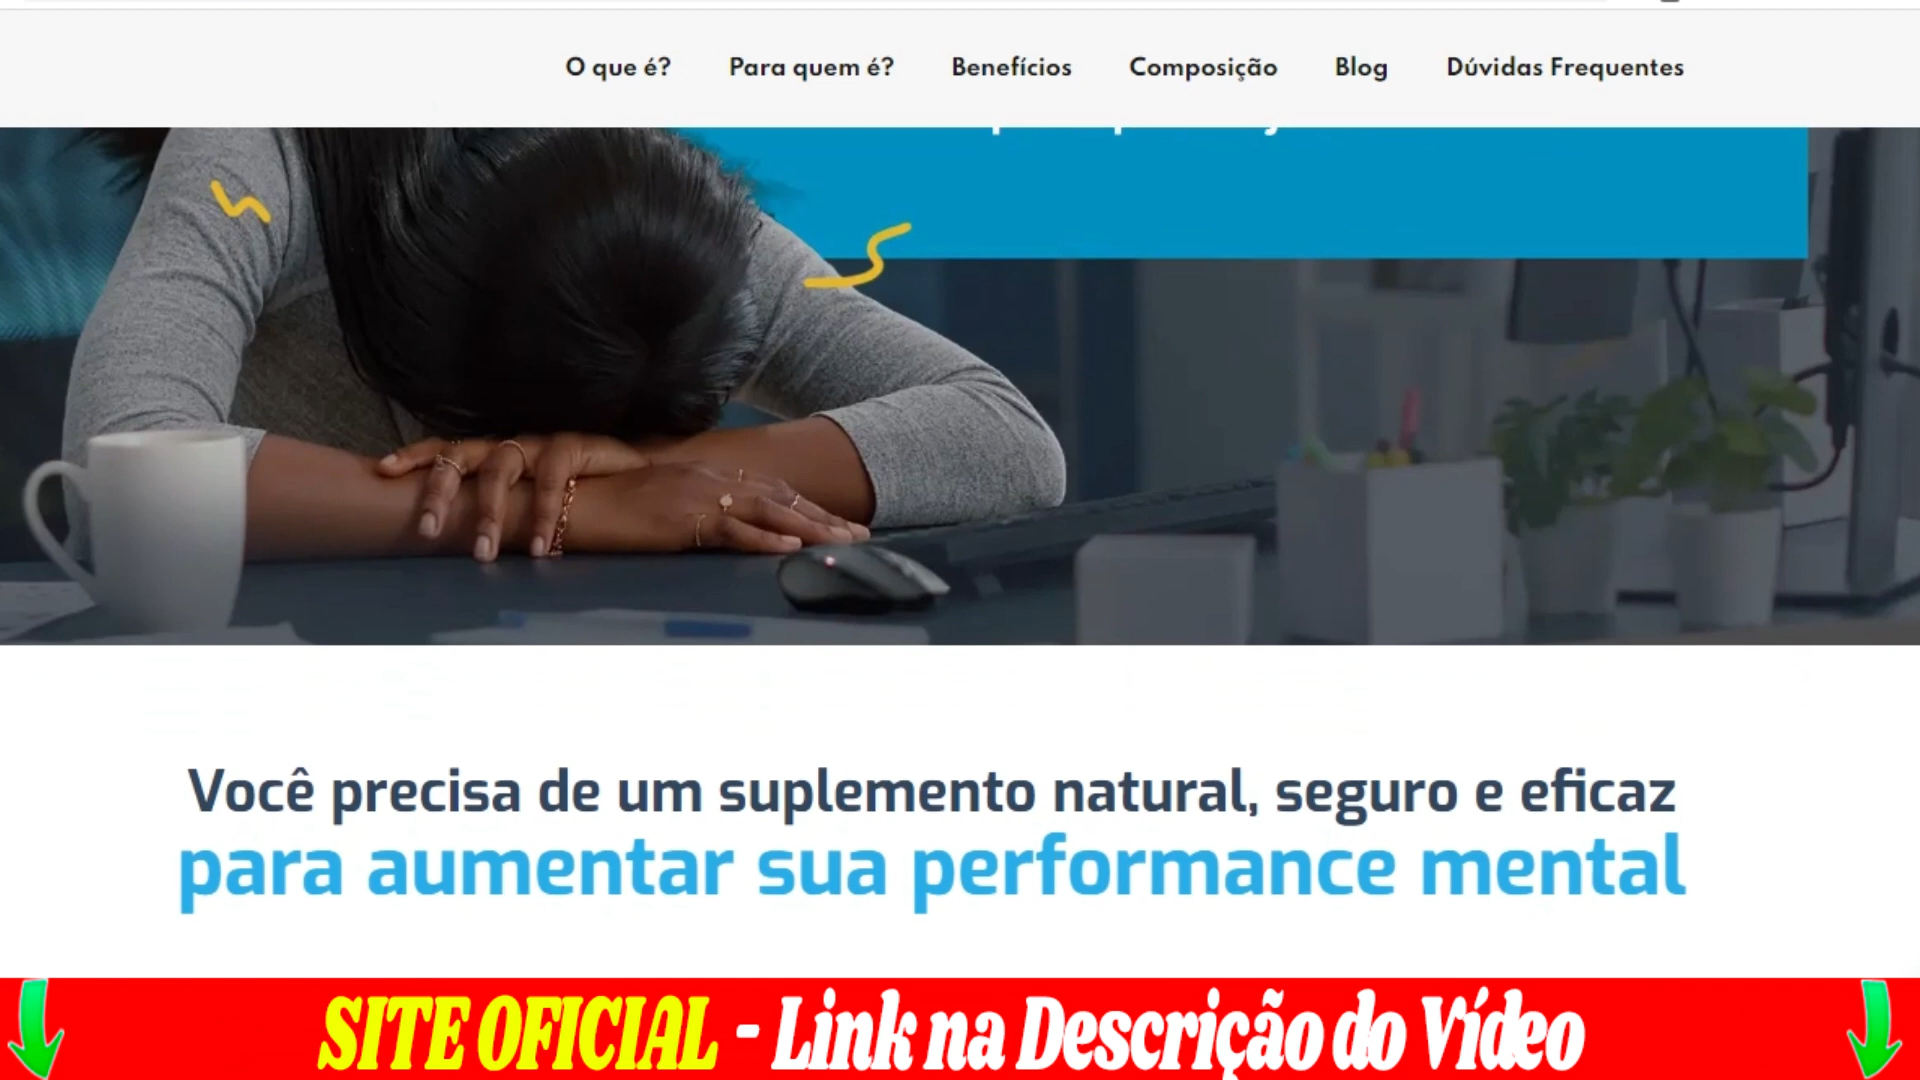 O que é? Para quem é? Benefícios Composição Blog Dúvidas Frequentes
Você precisa de um suplemento natural, seguro e eficaz
para aumentar sua performance mental
SITE OFICIAL - Link na Descrição do Vídeo